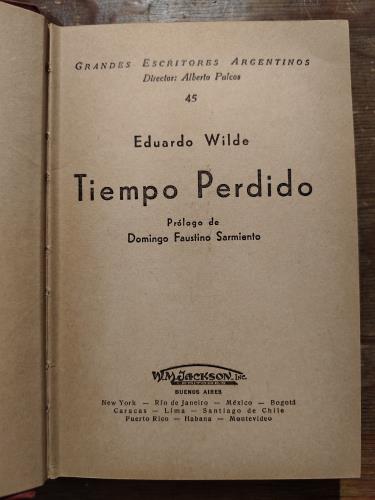 GRANDES ESCRITORES ARGENTINOS
Director: Alberto Palcos
45
Eduardo Wilde
Tiempo Perdido
Prólogo de
Domingo Faustino Sarmiento
W. M. JACKSON, Inc.
EDITORES
BUENOS AIRES
New York — Río de Janeiro — México — Bogotá
Caracas — Lima — Santiago de Chile
Puerto Rico — Habana — Montevideo